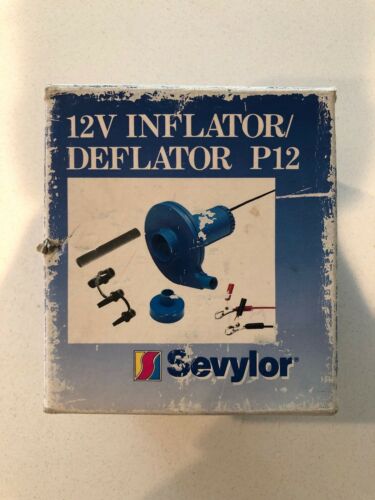 12V INFLATOR/
DEFLATOR P12
Sevylor®